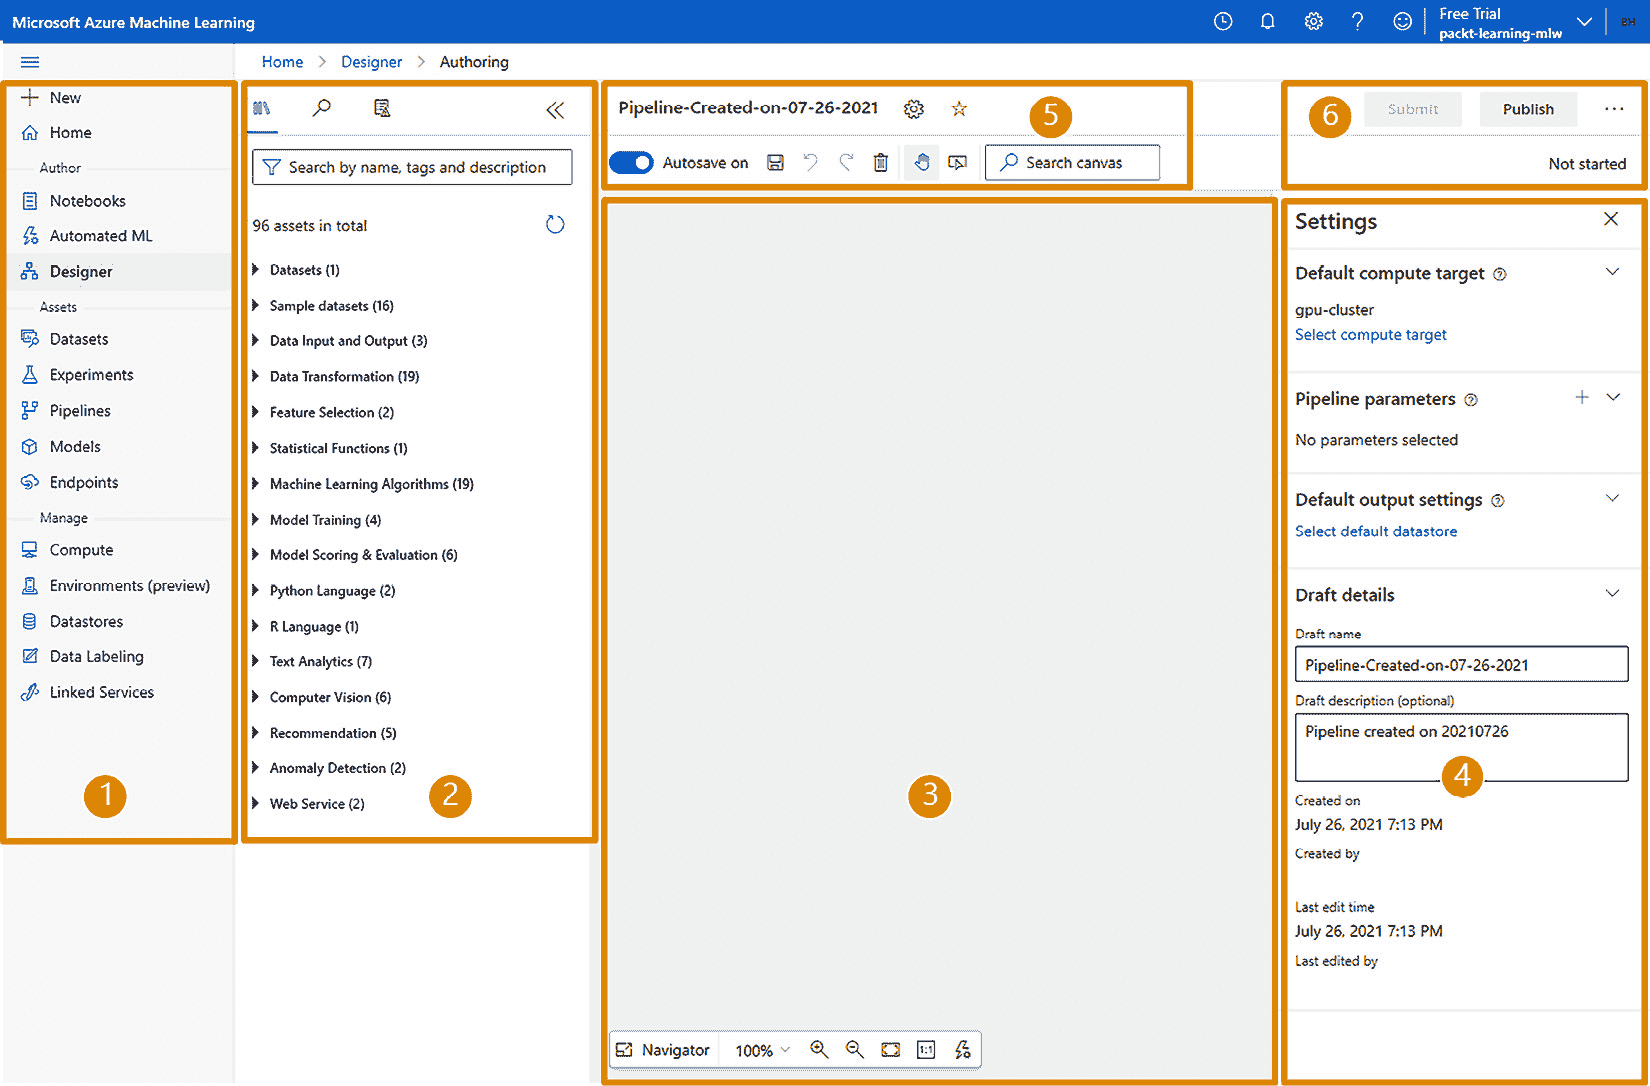 Microsoft Azure Machine Learning
Free Trial
packt-learning-mlw
BH
Home > Designer > Authoring
New
Home
Author
Notebooks
Automated ML
Designer
Assets
Datasets
Experiments
Pipelines
Models
Endpoints
Manage
Compute
Environments (preview)
Datastores
Data Labeling
Linked Services
1
Search by name, tags and description
96 assets in total
Datasets (1)
Sample datasets (16)
Data Input and Output (3)
Data Transformation (19)
Feature Selection (2)
Statistical Functions (1)
Machine Learning Algorithms (19)
Model Training (4)
Model Scoring & Evaluation (6)
Python Language (2)
R Language (1)
Text Analytics (7)
Computer Vision (6)
Recommendation (5)
Anomaly Detection (2)
Web Service (2)
2
Pipeline-Created-on-07-26-2021
5
Autosave on
Search canvas
3
Navigator
100%
1:1
6
Submit
Publish
...
Not started
Settings
Default compute target
gpu-cluster
Select compute target
Pipeline parameters
No parameters selected
Default output settings
Select default datastore
Draft details
Draft name
Pipeline-Created-on-07-26-2021
Draft description (optional)
Pipeline created on 20210726
4
Created on
July 26, 2021 7:13 PM
Created by
Last edit time
July 26, 2021 7:13 PM
Last edited by